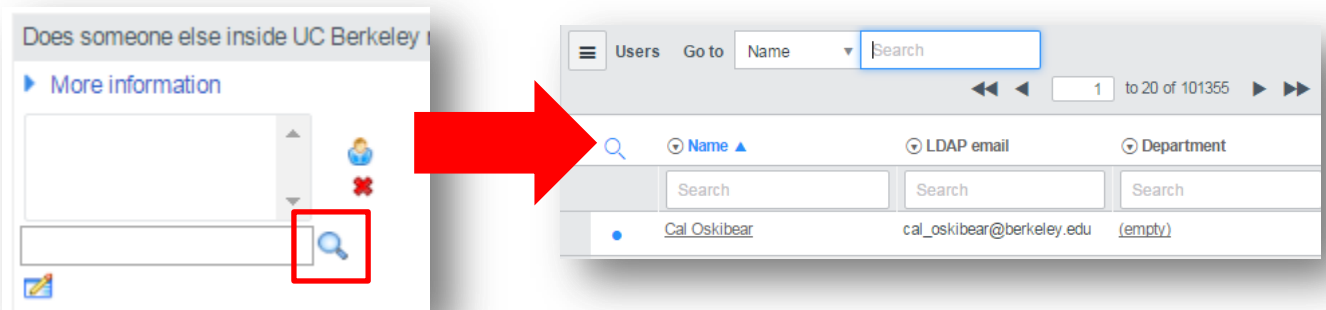 Does someone else inside UC Berkeley
More information
Users Go to Name Search
1 to 20 of 101355
Name LDAP email Department
Search Search Search
Cal Oskibear cal_oskibear@berkeley.edu (empty)